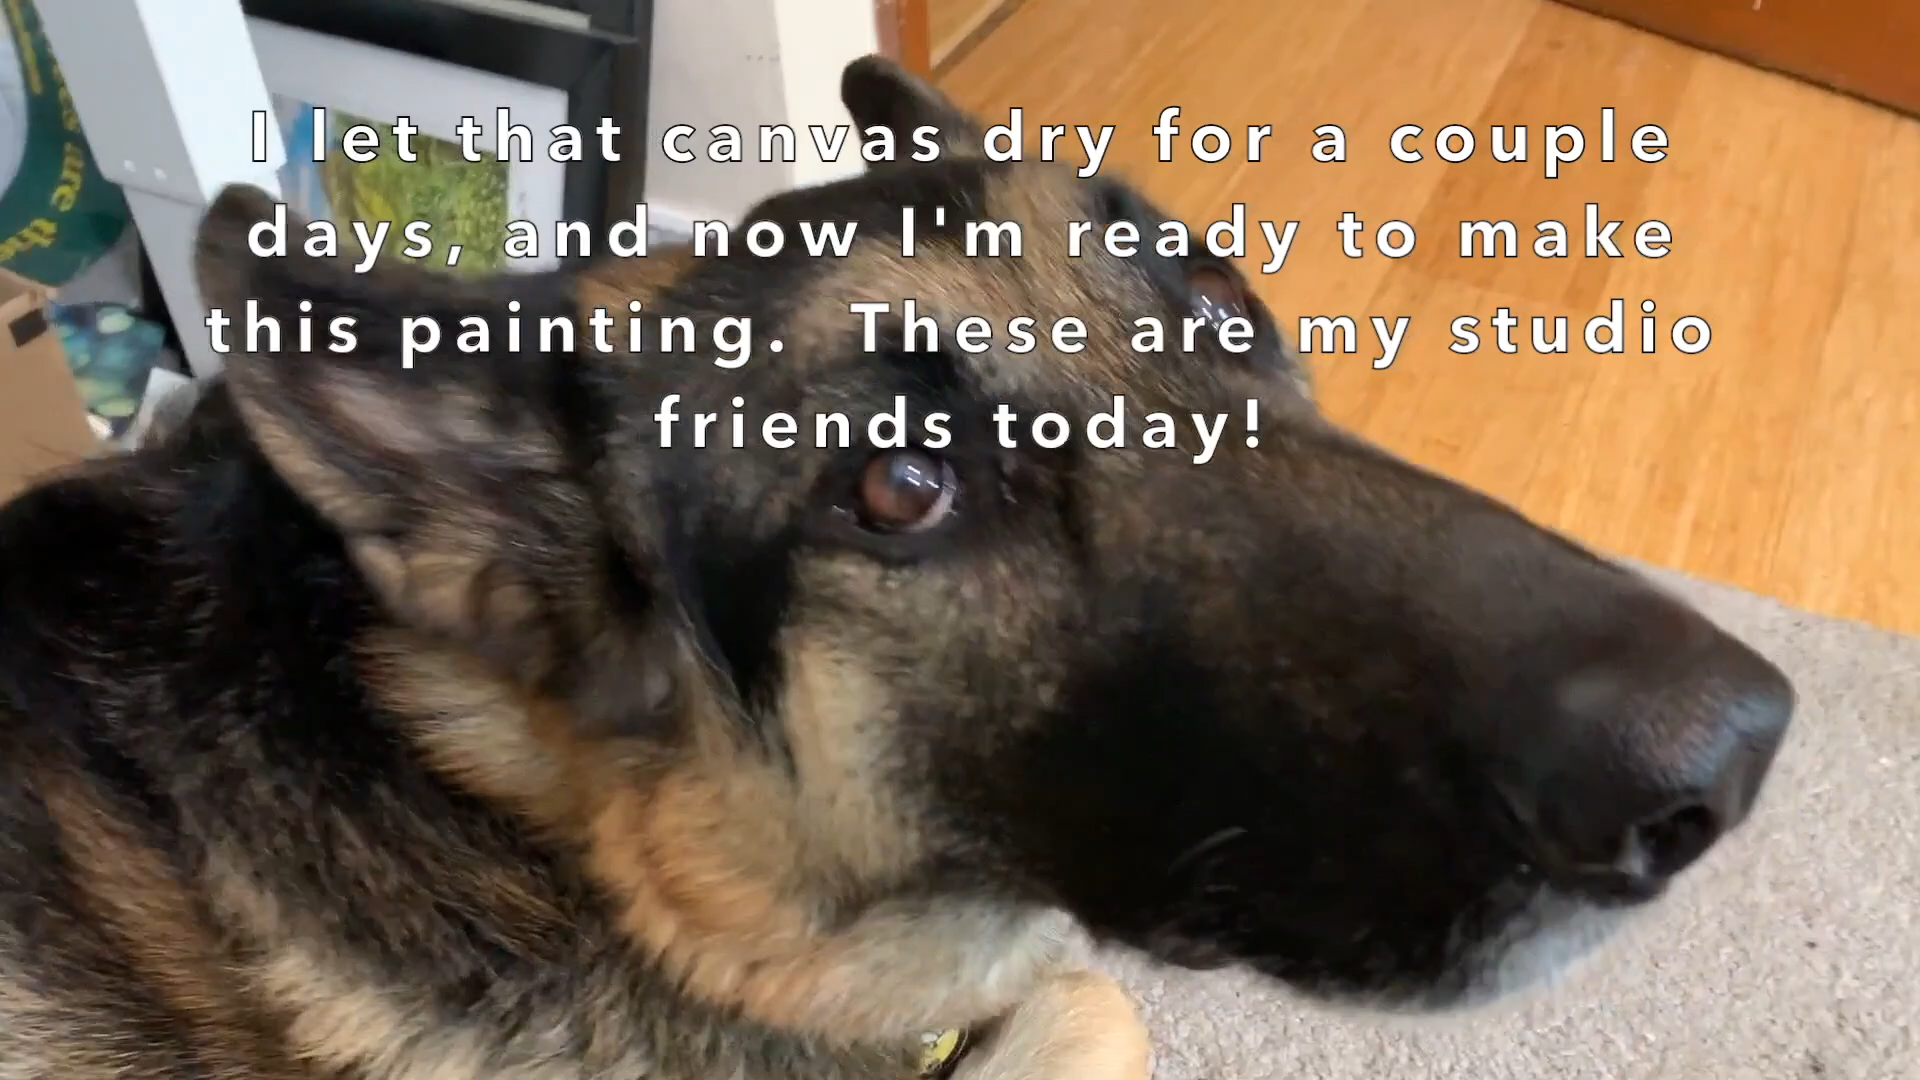 I let that canvas dry for a couple
days, and now I'm ready to make
this painting.  These are my studio
friends today!
are